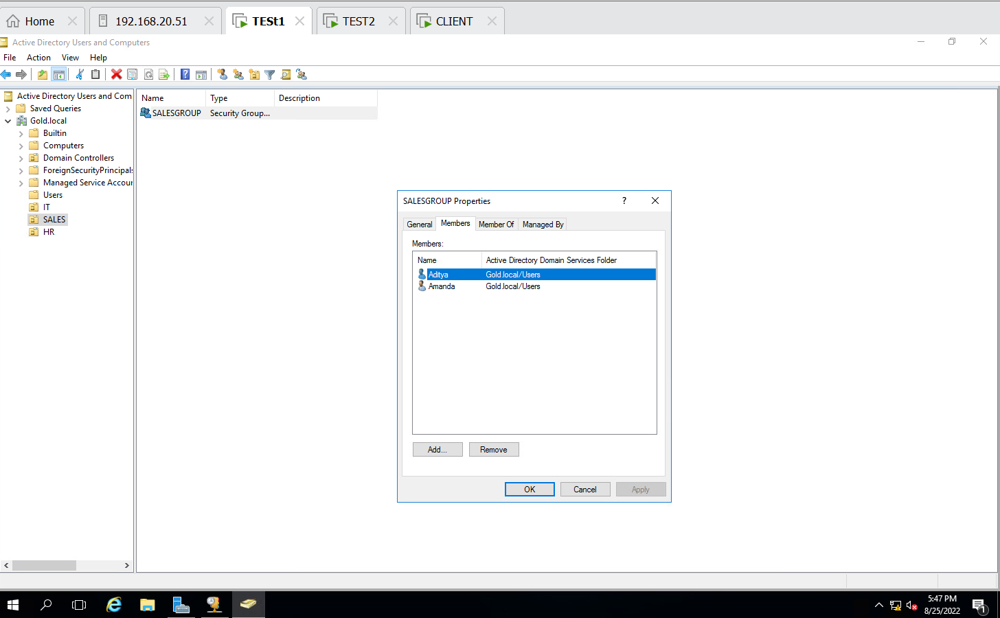 Home
192.168.20.51
TESt1
TEST2
CLIENT
Active Directory Users and Computers
File Action View Help
Active Directory Users and Com
Saved Queries
Gold.local
Builtin
Computers
Domain Controllers
ForeignSecurityPrincipals
Managed Service Accour
Users
IT
SALES
HR
Name Type Description
SALESGROUP Security Group...
SALESGROUP Properties
?
General Members Member Of Managed By
Members:
Name Active Directory Domain Services Folder
Aditya Gold.local/Users
Amanda Gold.local/Users
Add... Remove
OK Cancel Apply
5:47 PM
8/25/2022
1